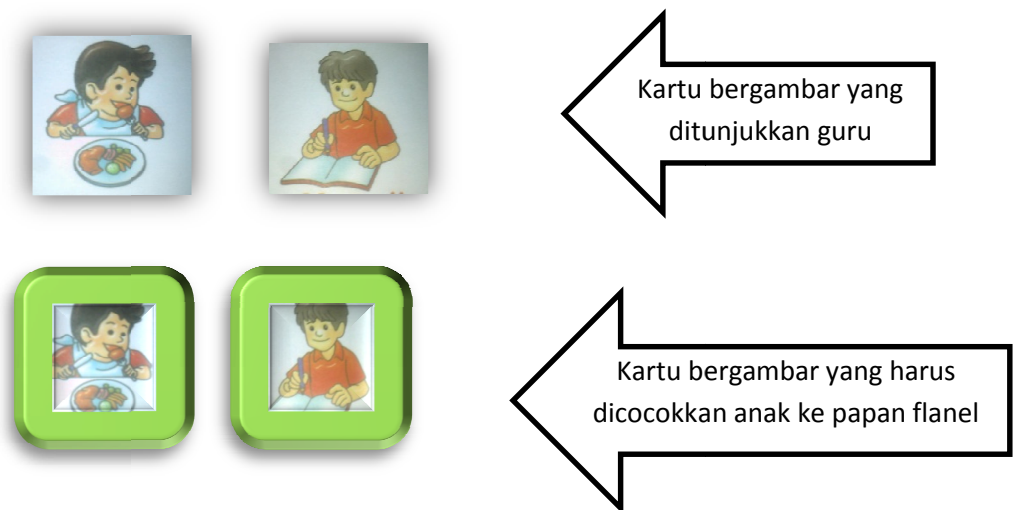 Kartu bergambar yang
ditunjukkan guru
Kartu bergambar yang harus
dicocokkan anak ke papan flanel